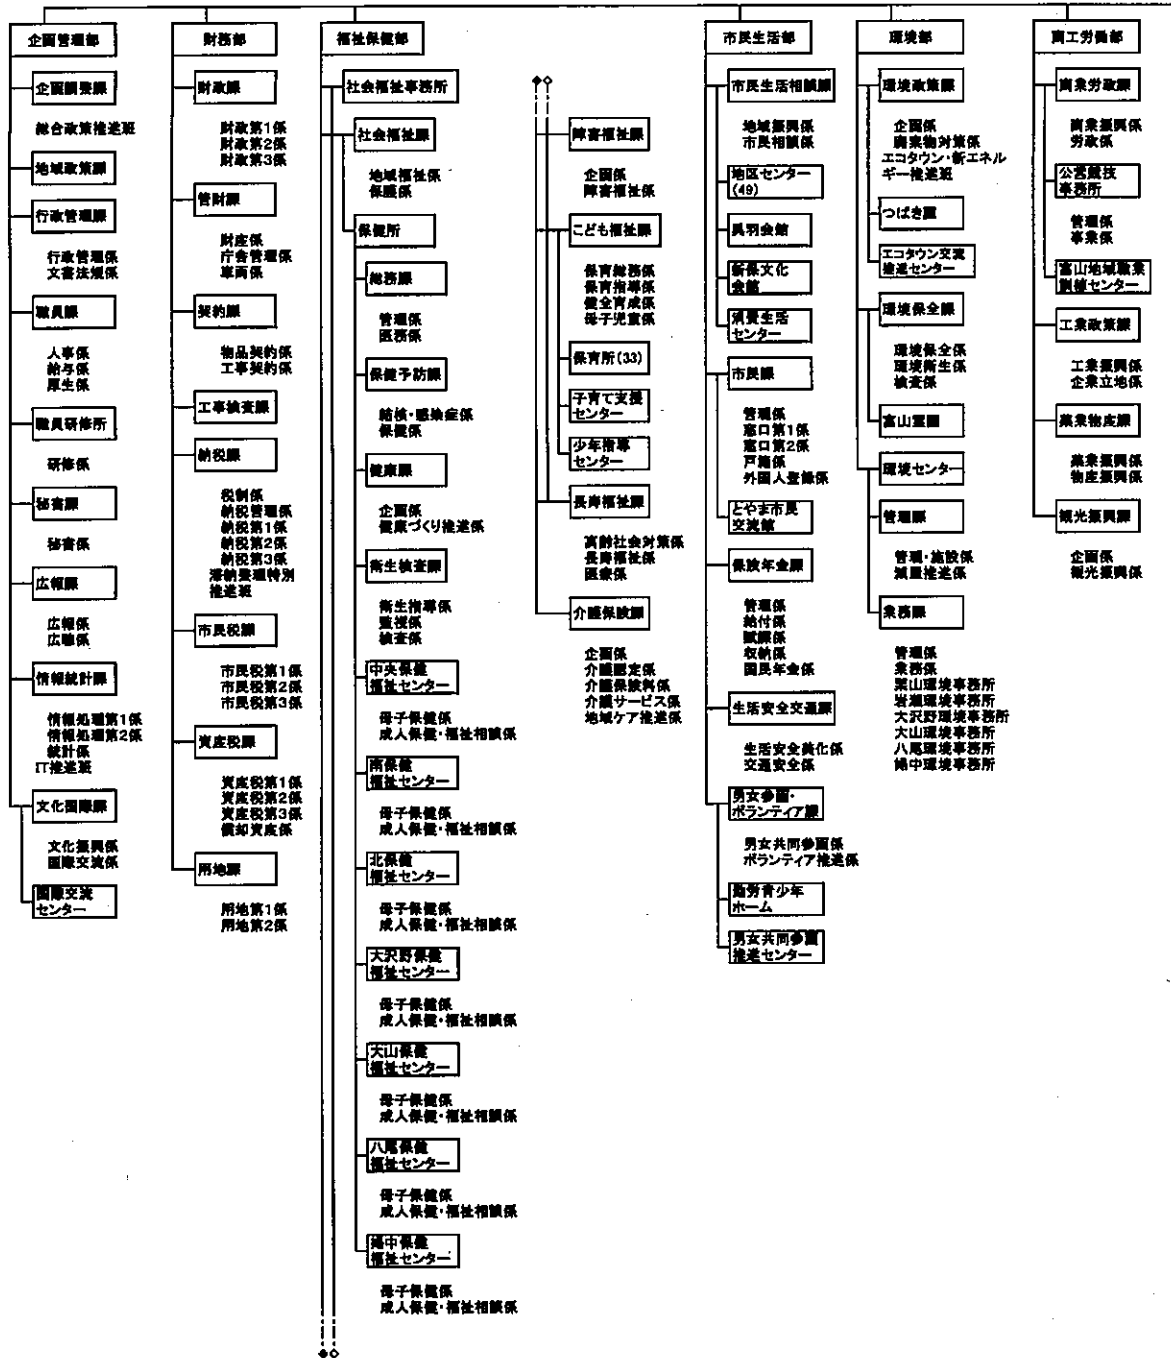 企画管理部
企画調整課
総合政策推進班
地域政策課
行政管理課
行政管理係
文書法規係
職員課
人事係
給与係
厚生係
職員研修所
研修係
秘書課
秘書係
広報課
広報係
広聴係
情報統計課
情報処理第1係
情報処理第2係
統計係
IT推進班
文化国際課
文化振興係
国際交流係
国際交流
センター
財務部
財政課
財政第1係
財政第2係
財政第3係
管財課
財産係
庁舎管理係
車両係
契約課
物品契約係
工事契約係
工事検査課
納税課
税制係
納税管理係
納税第1係
納税第2係
納税第3係
滞納整理特別
推進班
市民税課
市民税第1係
市民税第2係
市民税第3係
資産税課
資産税第1係
資産税第2係
資産税第3係
償却資産係
用地課
用地第1係
用地第2係
福祉保健部
社会福祉事務所
社会福祉課
地域福祉係
保護係
保健所
総務課
管理係
医務係
保健予防課
結核・感染症係
保健係
健康課
企画係
健康づくり推進係
衛生検査課
衛生指導係
監視係
検査係
中央保健
福祉センター
母子保健係
成人保健・福祉相談係
南保健
福祉センター
母子保健係
成人保健・福祉相談係
北保健
福祉センター
母子保健係
成人保健・福祉相談係
大沢野保健
福祉センター
母子保健係
成人保健・福祉相談係
大山保健
福祉センター
母子保健係
成人保健・福祉相談係
八尾保健
福祉センター
母子保健係
成人保健・福祉相談係
婦中保健
福祉センター
母子保健係
成人保健・福祉相談係
障害福祉課
企画係
障害福祉係
こども福祉課
保育総務係
保育指導係
健全育成係
母子児童係
保育所(33)
子育て支援
センター
少年指導
センター
長寿福祉課
高齢社会対策係
長寿福祉係
医療係
介護保険課
企画係
介護認定係
介護保険料係
介護サービス係
地域ケア推進係
市民生活部
市民生活相談課
地域振興係
市民相談係
地区センター
(49)
呉羽会館
新保文化
会館
消費生活
センター
市民課
管理係
窓口第1係
窓口第2係
戸籍係
外国人登録係
とやま市民
交流館
保険年金課
管理係
給付係
賦課係
収納係
国民年金係
生活安全交通課
生活安全美化係
交通安全係
男女参画・
ボランティア課
男女共同参画係
ボランティア推進係
勤労青少年
ホーム
男女共同参画
推進センター
環境部
環境政策課
企画係
廃棄物対策係
エコタウン・新エネル
ギー推進班
つばき園
エコタウン交流
推進センター
環境保全課
環境保全係
環境衛生係
検査係
富山霊園
環境センター
管理課
管理・施設係
減量推進係
業務課
管理係
業務係
栗山環境事務所
岩瀬環境事務所
大沢野環境事務所
大山環境事務所
八尾環境事務所
婦中環境事務所
商工労働部
商業労政課
商業振興係
労政係
公営競技
事務所
管理係
事業係
富山地域職業
訓練センター
工業政策課
工業振興係
企業立地係
薬業物産課
薬業振興係
物産振興係
観光振興課
企画係
観光振興係